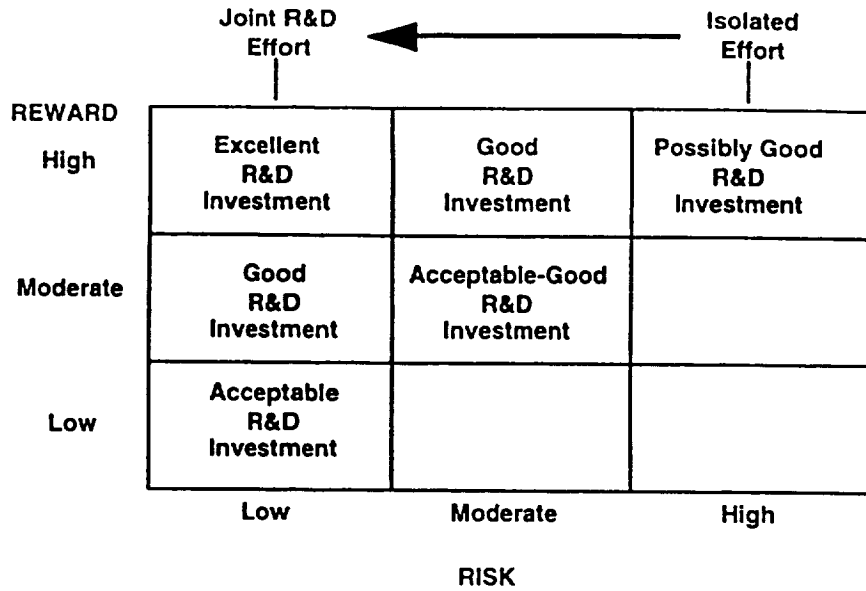 Joint R&D
Effort
Isolated
Effort
REWARD
High
Excellent
R&D
Investment
Good
R&D
Investment
Possibly Good
R&D
Investment
Moderate
Good
R&D
Investment
Acceptable-Good
R&D
Investment
Low
Acceptable
R&D
Investment
Low
Moderate
High
RISK